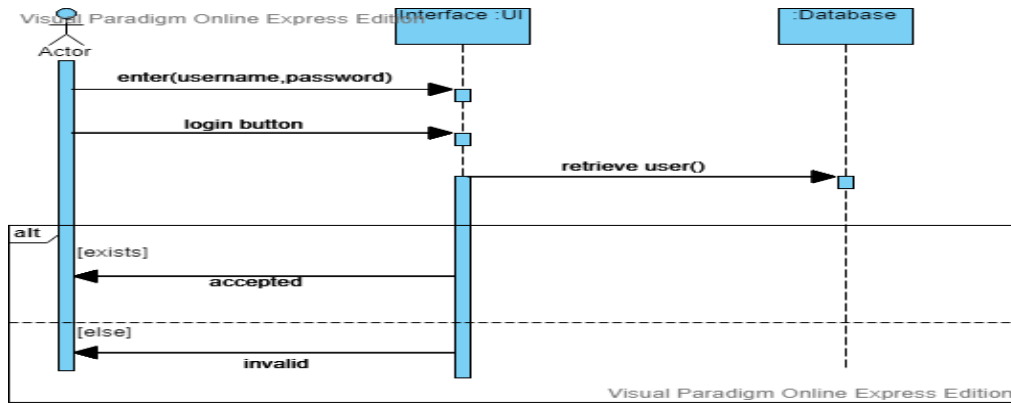 Visual Paradigm Online Express Edition
Interface :UI
:Database
Actor
enter(username,password)
login button
retrieve user()
alt
[exists]
accepted
[else]
invalid
Visual Paradigm Online Express Edition